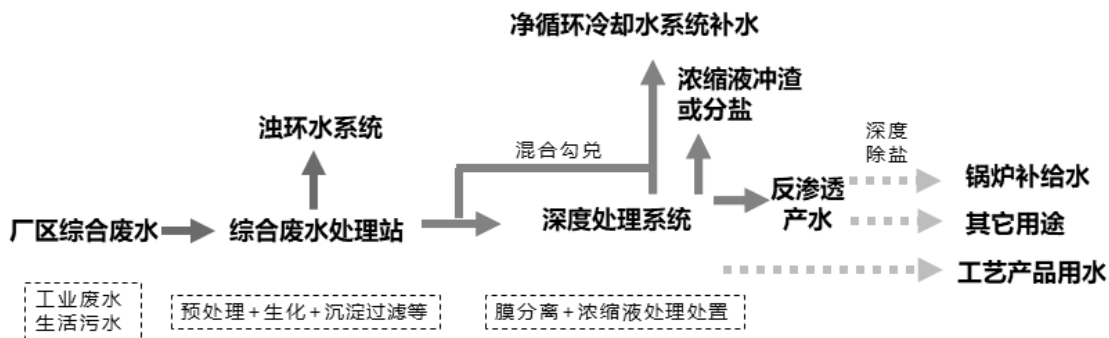 净循环冷却水系统补水
浓缩液冲渣
或分盐
浊环水系统
混合勾兑
深度
除盐
锅炉补给水
厂区综合废水
综合废水处理站
深度处理系统
反渗透
产水
其它用途
工艺产品用水
工业废水
生活污水
预处理+生化+沉淀过滤等
膜分离+浓缩液处理处置